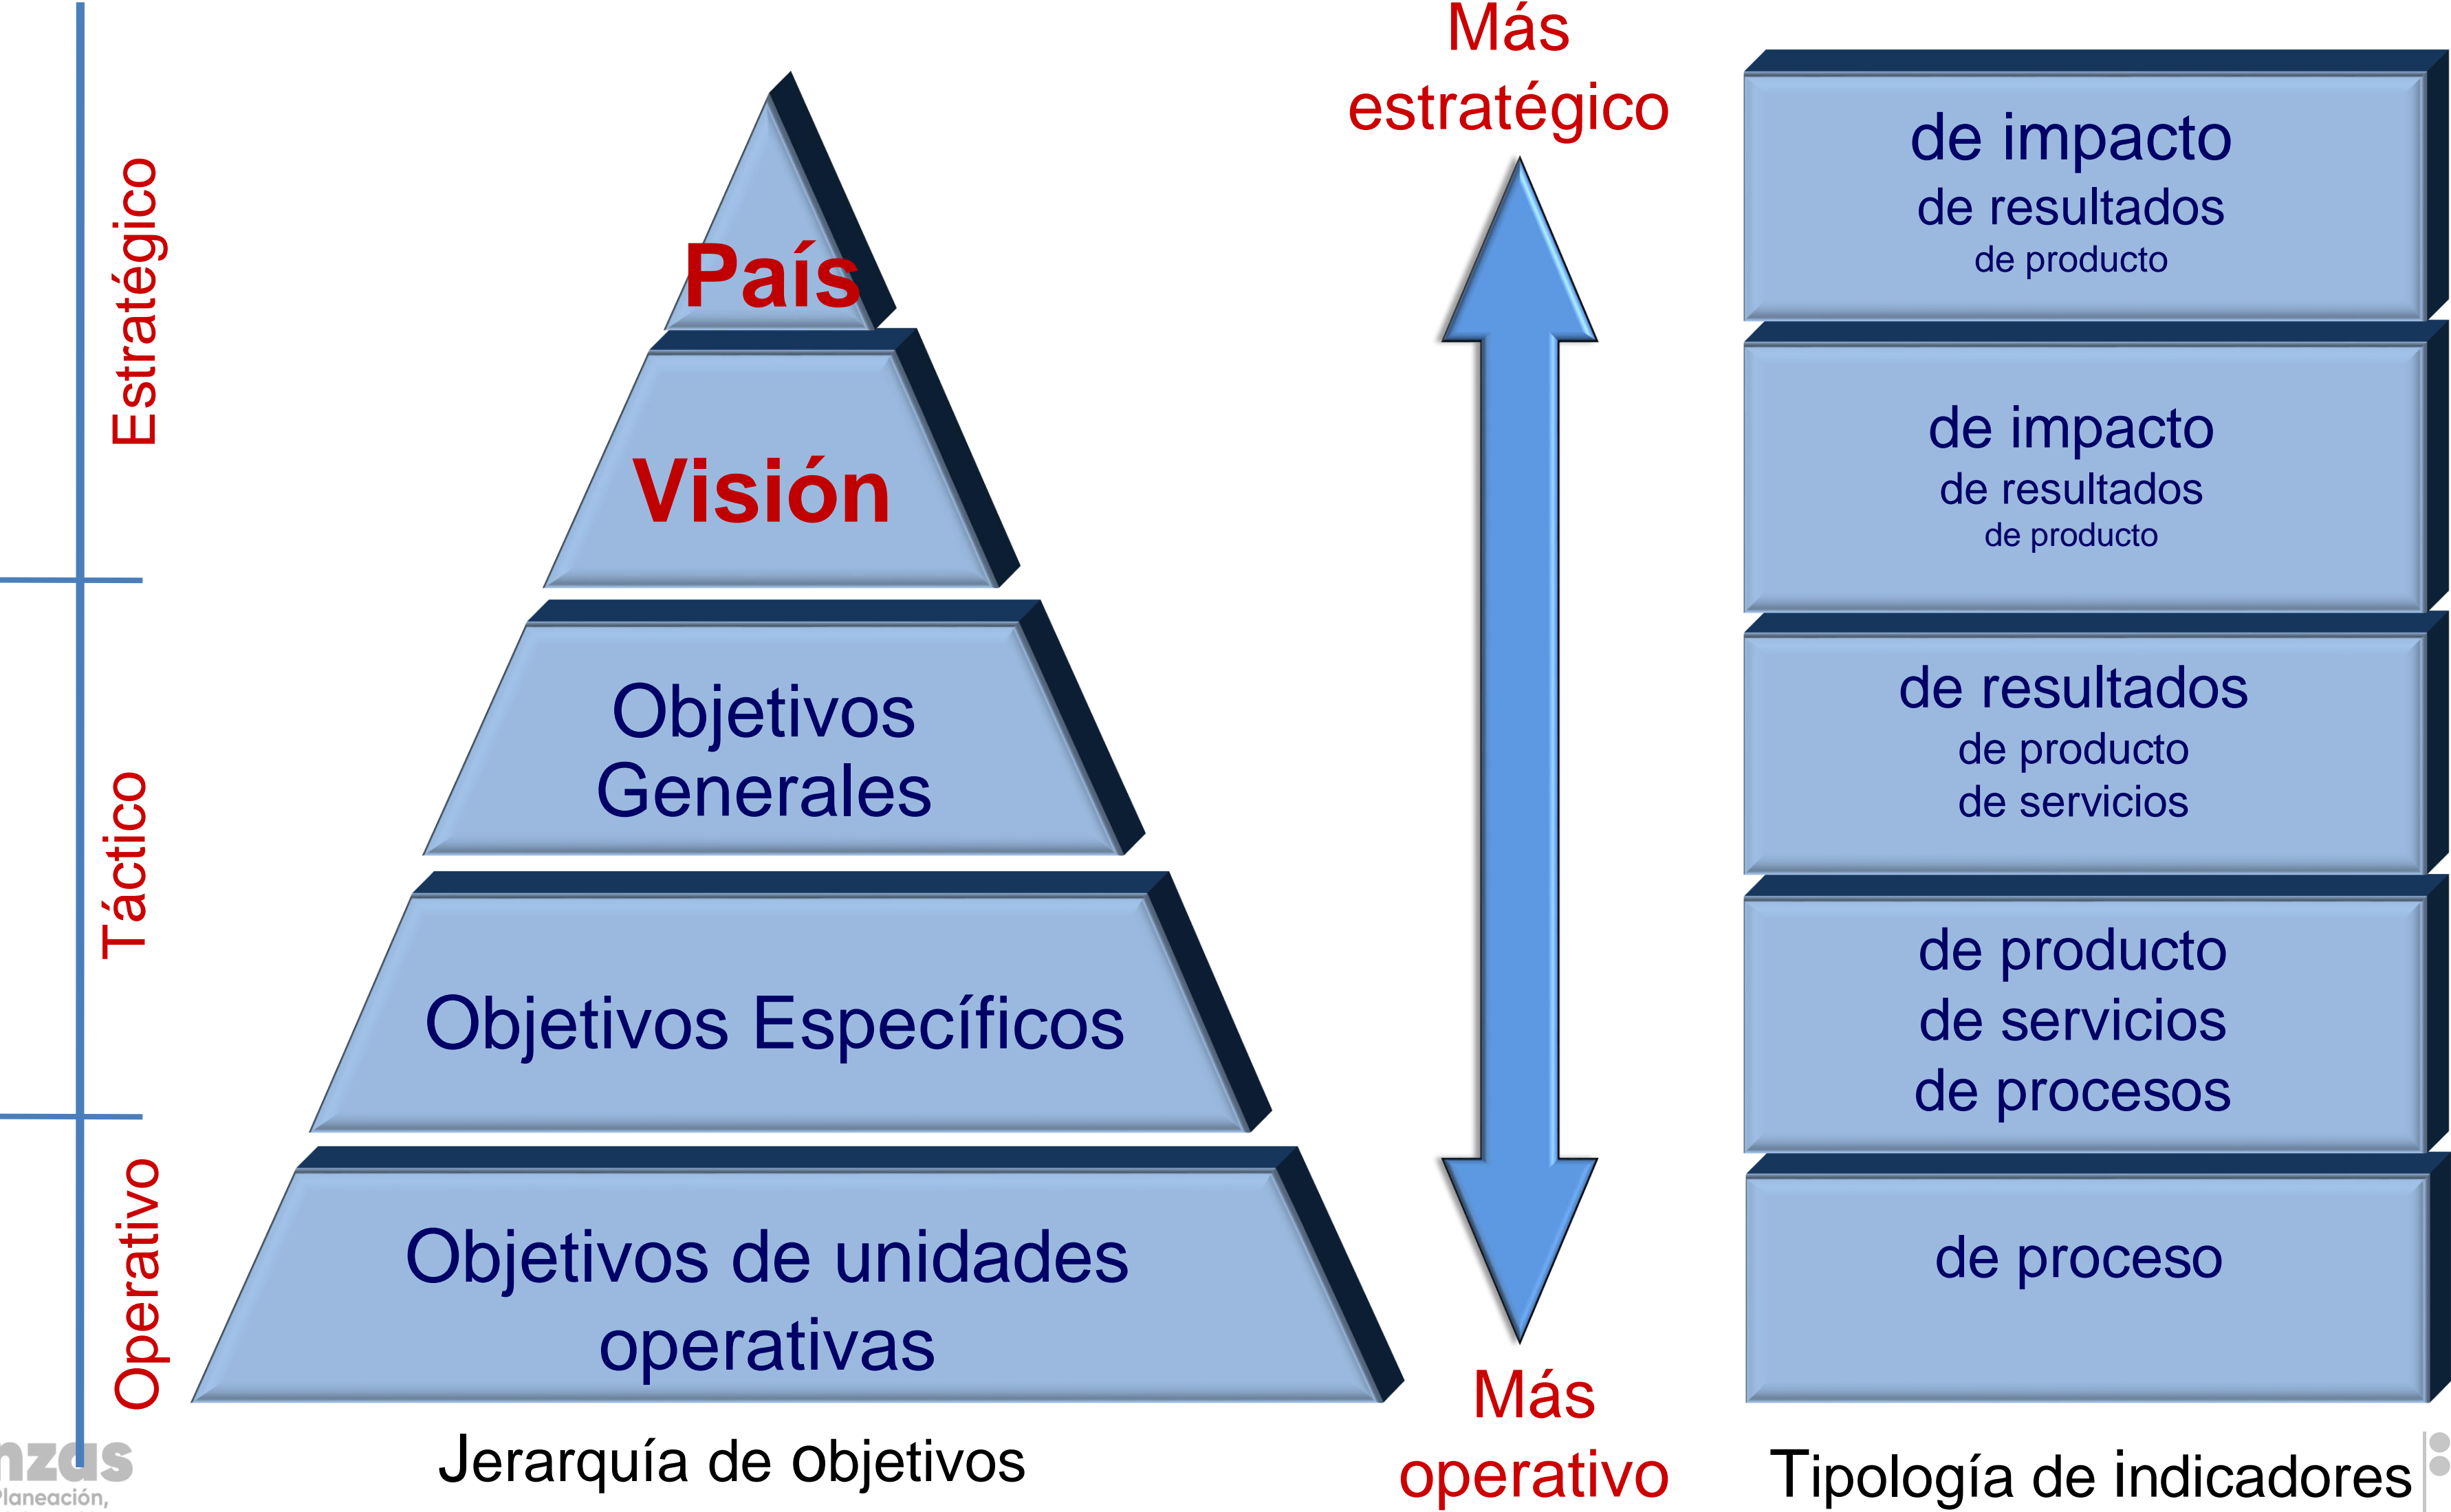 Estratégico
Táctico
Operativo
País
Visión
Objetivos
Generales
Objetivos Específicos
Objetivos de unidades
operativas
Jerarquía de objetivos
Más
estratégico
Más
operativo
de impacto
de resultados
de producto
de impacto
de resultados
de producto
de resultados
de producto
de servicios
de producto
de servicios
de procesos
de proceso
Tipología de indicadores
nzas
Planeación,